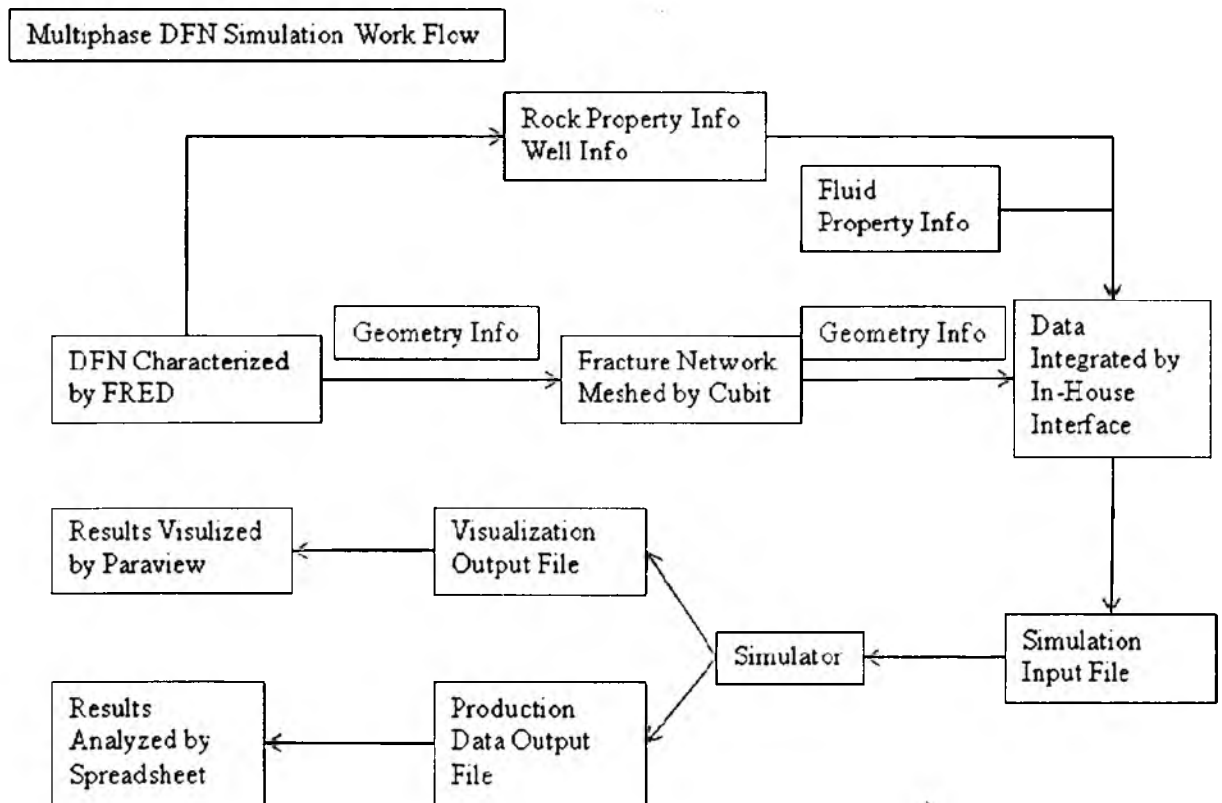 Multiphase DFN Simulation Work Flow
Rock Property Info
Well Info
Fluid
Property Info
Geometry Info
Geometry Info
DFN Characterized
by FRED
Fracture Network
Meshed by Cubit
Data
Integrated by
In-House
Interface
Results Visulized
by Paraview
Visualization
Output File
Simulator
Simulation
Input File
Results
Analyzed by
Spreadsheet
Production
Data Output
File